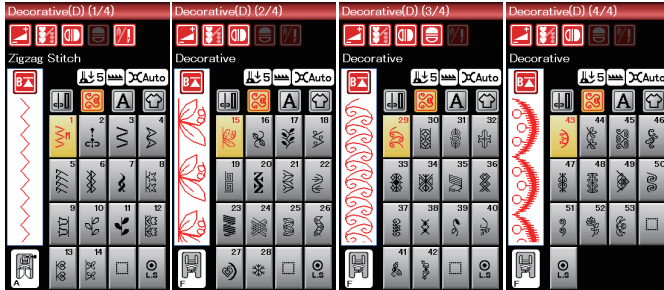 Decorative(D) (1/4)
Zigzag Stitch
B
5
Auto
A
1
M
2
3
4
5
6
7
8
9
10
11
12
A
13
14
L.S
Decorative(D) (2/4)
Decorative
B
5
Auto
A
15
16
17
18
19
20
21
22
23
24
25
26
F
27
28
L.S
Decorative(D) (3/4)
Decorative
B
5
Auto
A
29
30
31
32
33
34
35
36
37
38
39
40
F
41
42
L.S
Decorative(D) (4/4)
Decorative
B
5
Auto
A
43
44
45
46
47
48
49
50
51
52
53
F
L.S